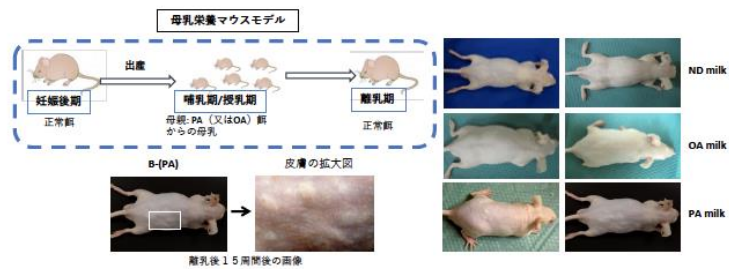 母乳栄養マウスモデル
出産
妊娠後期
哺乳期/授乳期
離乳期
正常餌
母親: PA（又はOA）餌
からの母乳
正常餌
B-(PA)
皮膚の拡大図
離乳後１５周間後の画像
ND milk
OA milk
PA milk